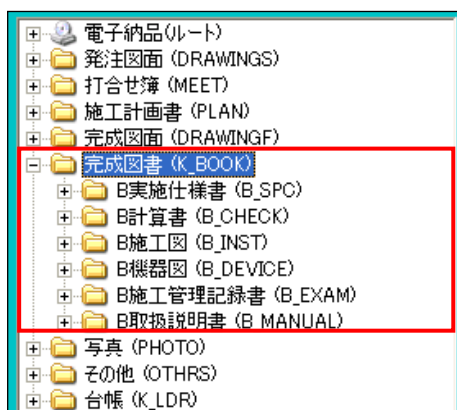 電子納品(ルート)
発注図面 (DRAWINGS)
打合せ簿 (MEET)
施工計画書 (PLAN)
完成図面 (DRAWINGF)
完成図書 (K_BOOK)
B実施仕様書 (B_SPC)
B計算書 (B_CHECK)
B施工図 (B_INST)
B機器図 (B_DEVICE)
B施工管理記録書 (B_EXAM)
B取扱説明書 (B_MANUAL)
写真 (PHOTO)
その他 (OTHRS)
台帳 (K_LDR)